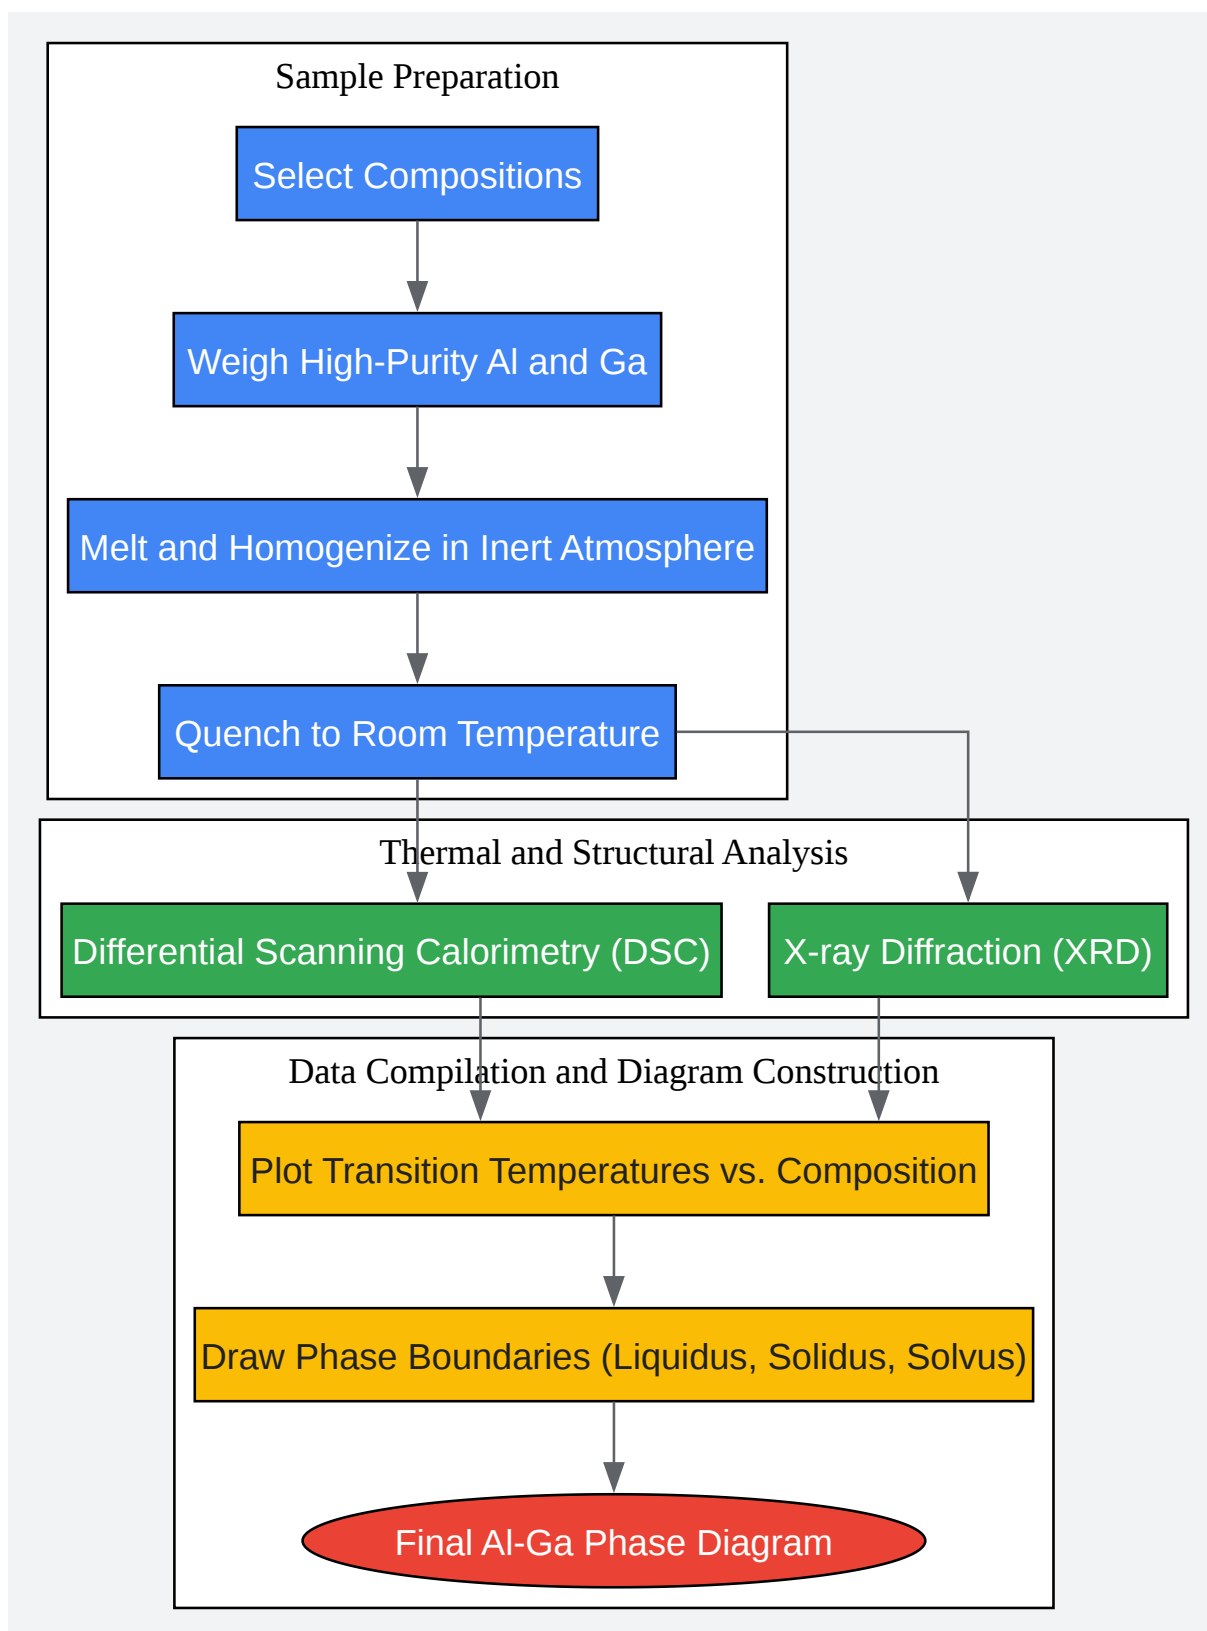 Sample Preparation
Select Compositions
Weigh High-Purity Al and Ga
Melt and Homogenize in Inert Atmosphere
Quench to Room Temperature
Thermal and Structural Analysis
Differential Scanning Calorimetry (DSC)
X-ray Diffraction (XRD)
Data Compilation and Diagram Construction
Plot Transition Temperatures vs. Composition
Draw Phase Boundaries (Liquidus, Solidus, Solvus)
Final Al-Ga Phase Diagram